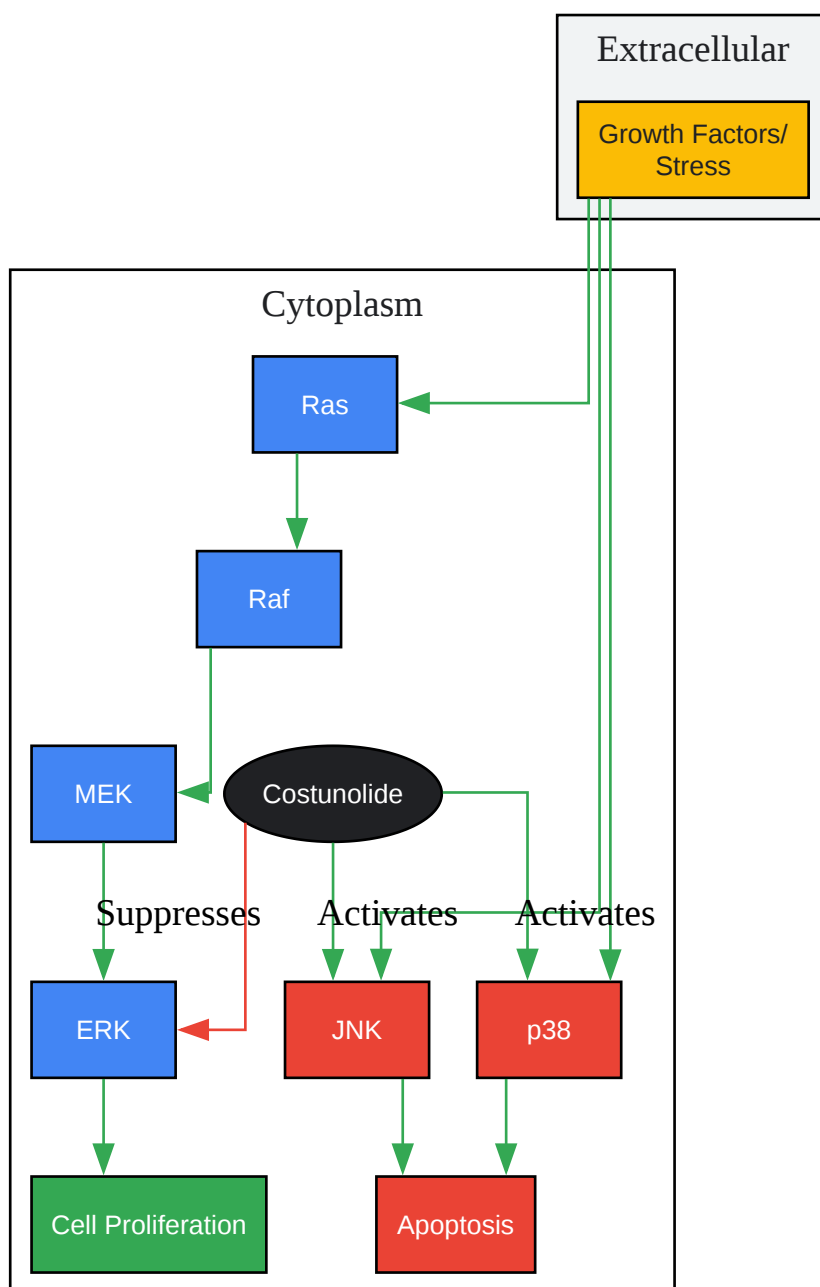 Extracellular
Growth Factors/
Stress
Cytoplasm
Ras
Raf
MEK
Costunolide
Suppresses
Activates
Activates
ERK
JNK
p38
Cell Proliferation
Apoptosis